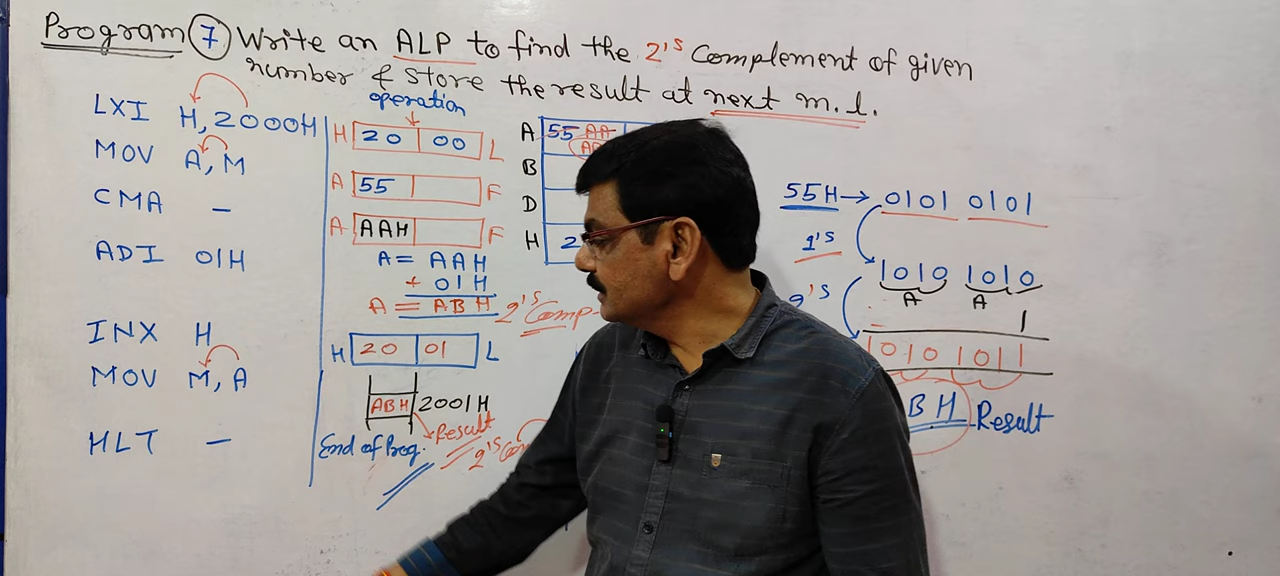 Program 7 Write an ALP to find the 2's Complement of given
number & store the result at next m.l.
LXI H, 2000H
MOV A, M
CMA –
ADI 01H
INX H
MOV M, A
HLT –
operation
H 20 00 L
A 55 F
A AAH F
A = AAH
+ 01H
A = ABH 2's Comp
H 20 01 L
ABH 2001H
Result
End of Prog.
A 55 AA
B
D
H 2
55H → 0101 0101
1's
1010 1010
A A
2's
1
1010 1011
BH Result